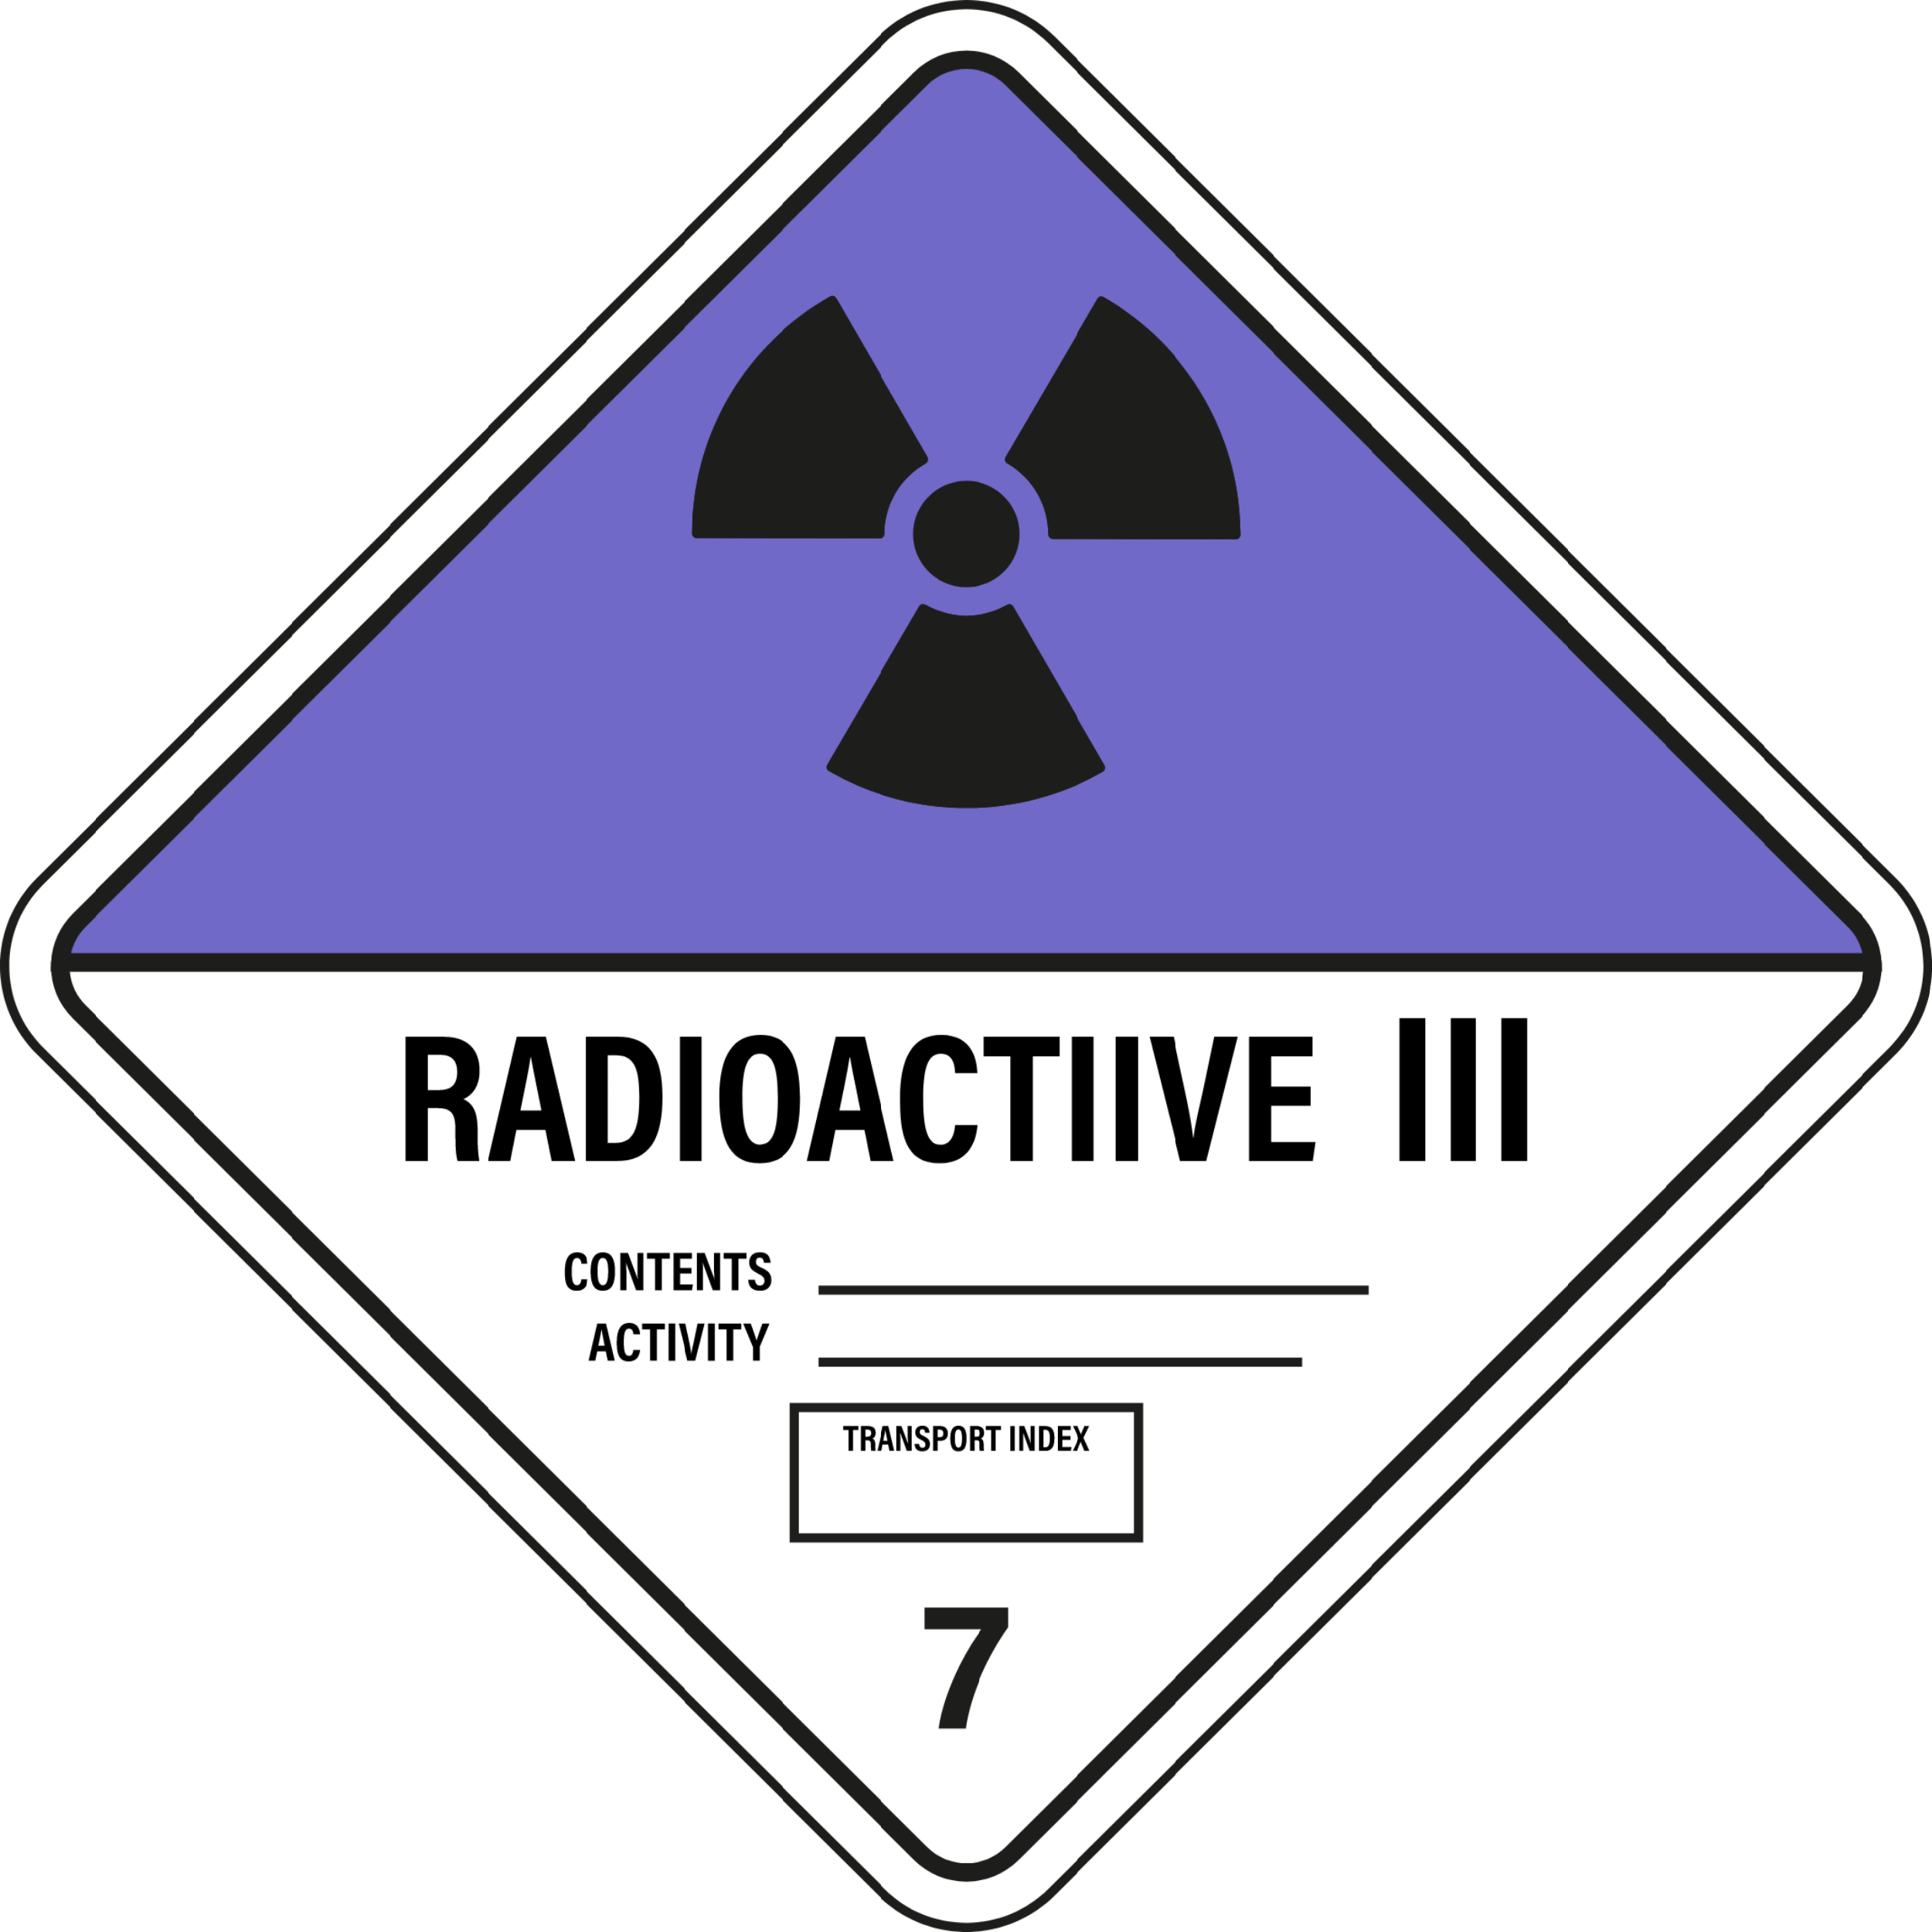 RADIOACTIIVE III
CONTENTS
ACTIVITY
TRANSPORT INDEX
7